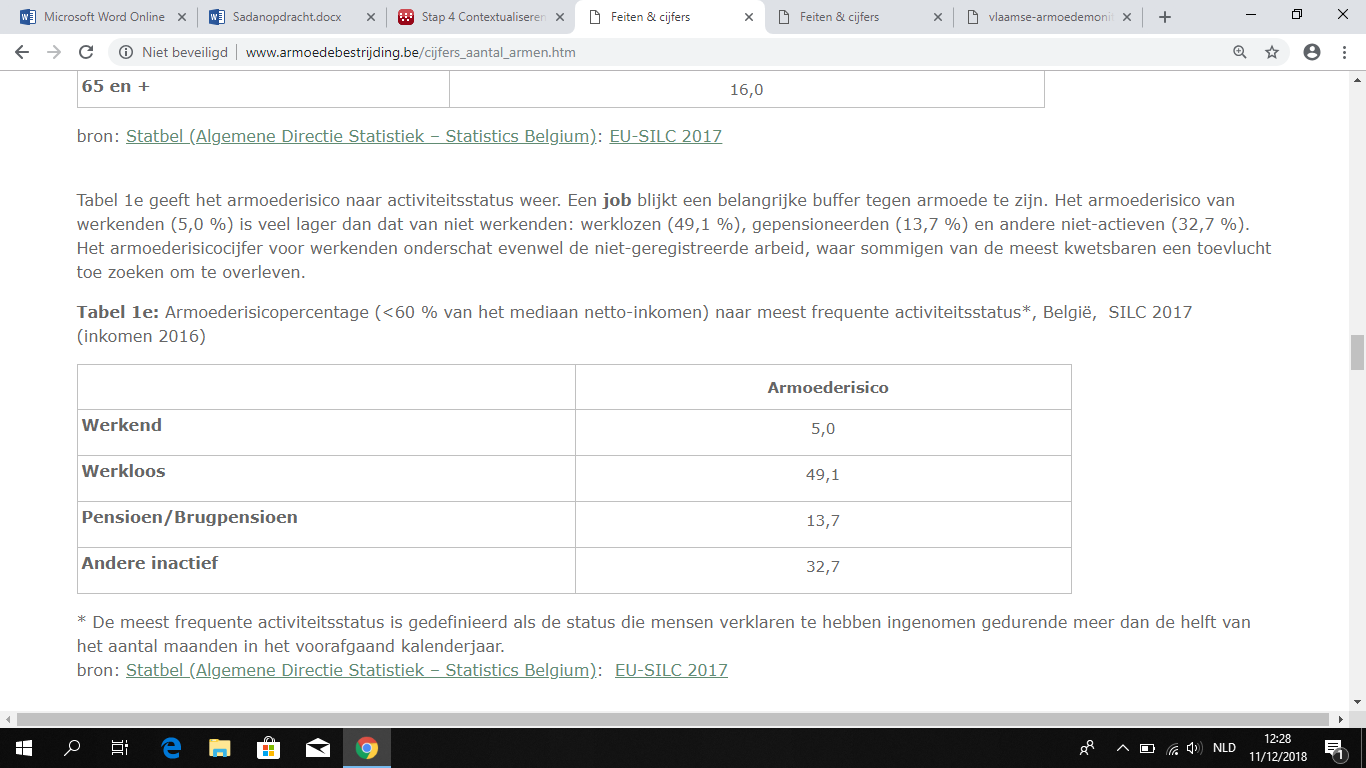 Microsoft Word Online
Sadanopdracht.docx
Stap 4 Contextualiseren
Feiten & cijfers
Feiten & cijfers
vlaamse-armoedemonit
Niet beveiligd
www.armoedebestrijding.be/cijfers_aantal_armen.htm
65 en +
16,0
bron: Statbel (Algemene Directie Statistiek – Statistics Belgium): EU-SILC 2017
Tabel 1e geeft het armoederisico naar activiteitsstatus weer. Een job blijkt een belangrijke buffer tegen armoede te zijn. Het armoederisico van
werkenden (5,0 %) is veel lager dan dat van niet werkenden: werklozen (49,1 %), gepensioneerden (13,7 %) en andere niet-actieven (32,7 %).
Het armoederisicocijfer voor werkenden onderschat evenwel de niet-geregistreerde arbeid, waar sommigen van de meest kwetsbaren een toevlucht
toe zoeken om te overleven.
Tabel 1e: Armoederisicopercentage (<60 % van het mediaan netto-inkomen) naar meest frequente activiteitsstatus*, België,  SILC 2017
(inkomen 2016)
Armoederisico
Werkend
5,0
Werkloos
49,1
Pensioen/Brugpensioen
13,7
Andere inactief
32,7
* De meest frequente activiteitsstatus is gedefinieerd als de status die mensen verklaren te hebben ingenomen gedurende meer dan de helft van
het aantal maanden in het voorafgaand kalenderjaar.
bron: Statbel (Algemene Directie Statistiek – Statistics Belgium):  EU-SILC 2017
NLD
12:28
11/12/2018
1